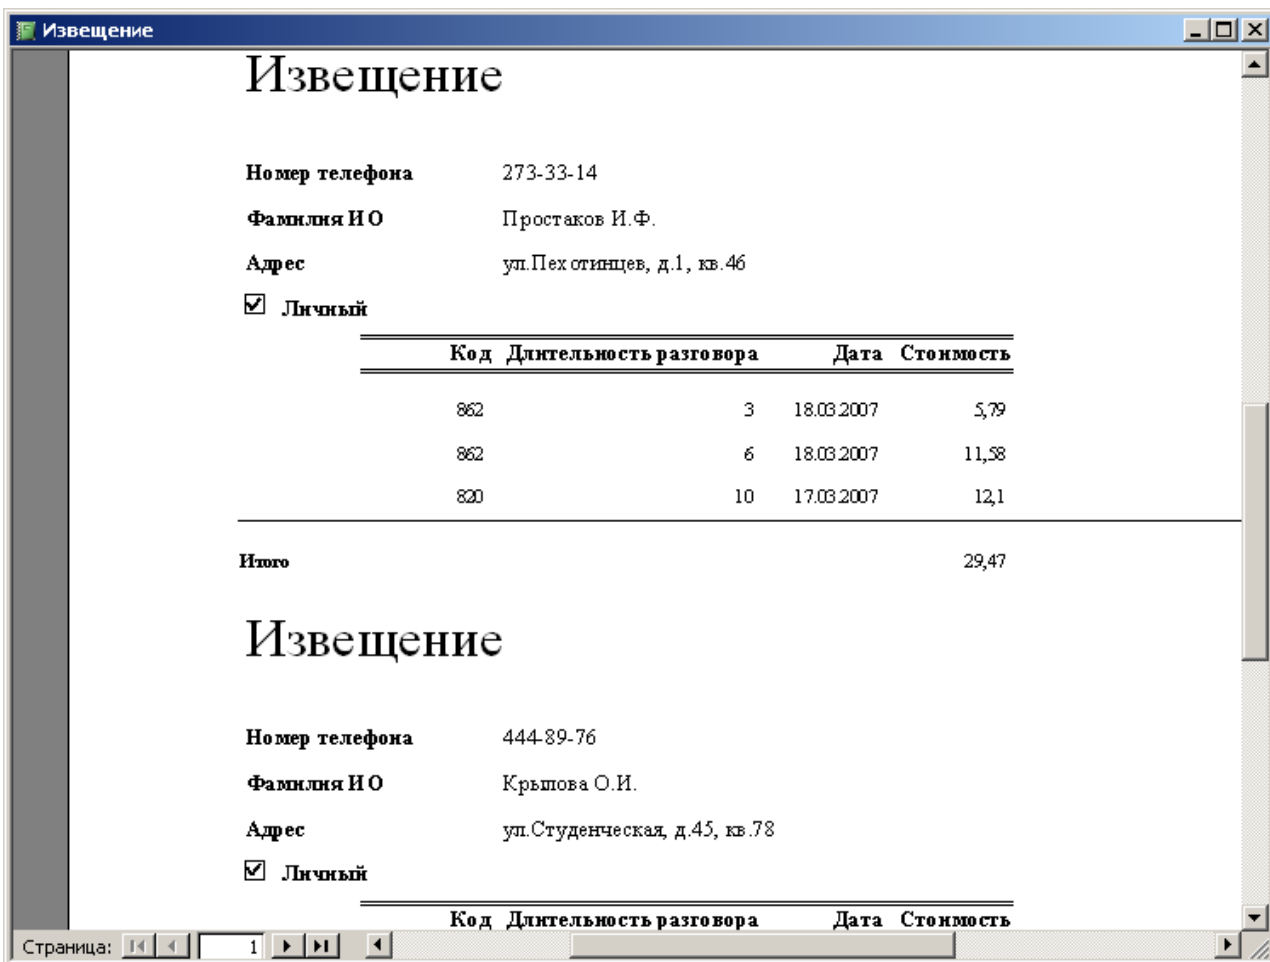 Извещение
Извещение
Номер телефона 273-33-14
Фамилия И О Простаков И.Ф.
Адрес ул.Пехотинцев, д.1, кв.46
Личный
Код Длительность разговора Дата Стоимость
862 3 18.03.2007 5,79
862 6 18.03.2007 11,58
820 10 17.03.2007 12,1
Итого 29,47
Извещение
Номер телефона 444-89-76
Фамилия И О Крылова О.И.
Адрес ул.Студенческая, д.45, кв.78
Личный
Код Длительность разговора Дата Стоимость
Страница: 1